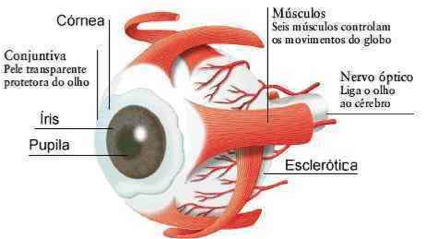 Córnea
Conjuntiva
Pele transparente
protetora do olho
Íris
Pupila
Músculos
Seis músculos controlam
os movimentos do globo
Nervo óptico
Liga o olho
ao cérebro
Esclerótica